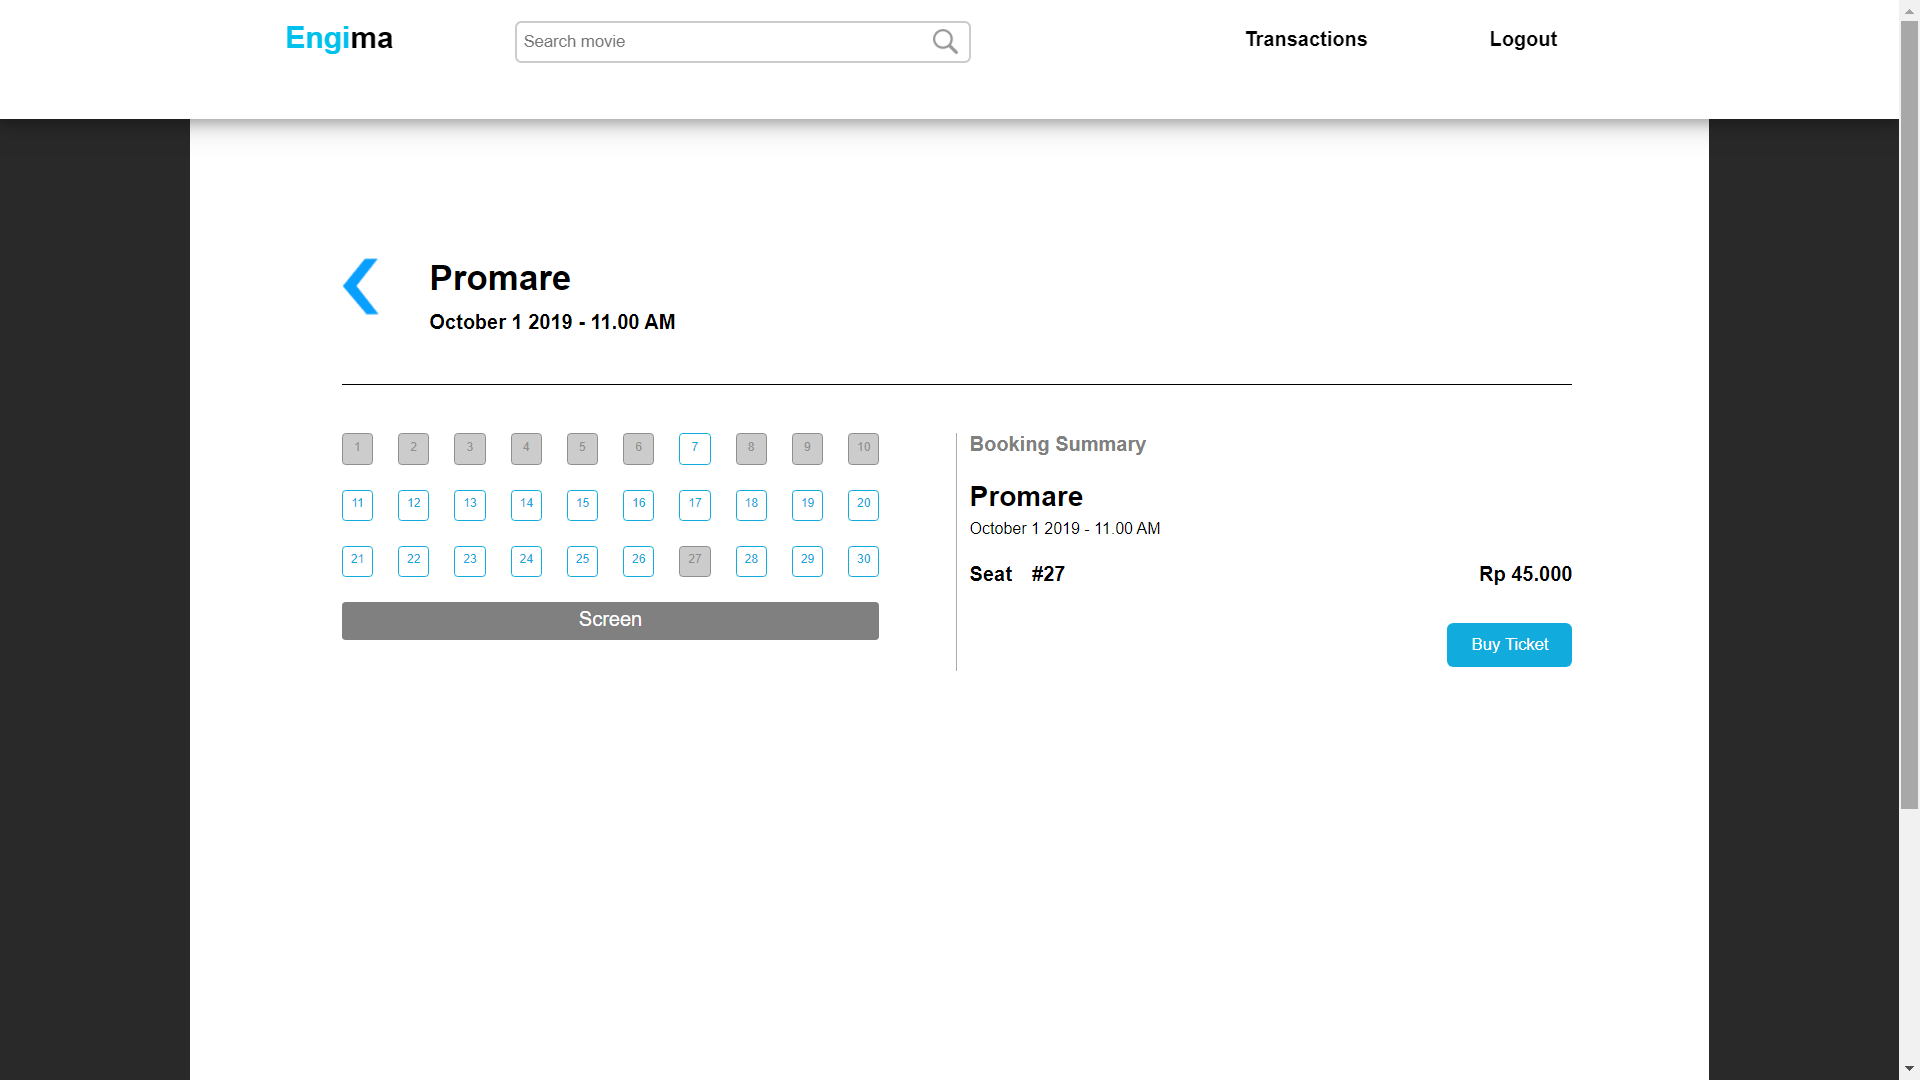 Engima
Search movie
Transactions
Logout
Promare
October 1 2019 - 11.00 AM
1 2 3 4 5 6 7 8 9 10
11 12 13 14 15 16 17 18 19 20
21 22 23 24 25 26 27 28 29 30
Screen
Booking Summary
Promare
October 1 2019 - 11.00 AM
Seat #27 Rp 45.000
Buy Ticket